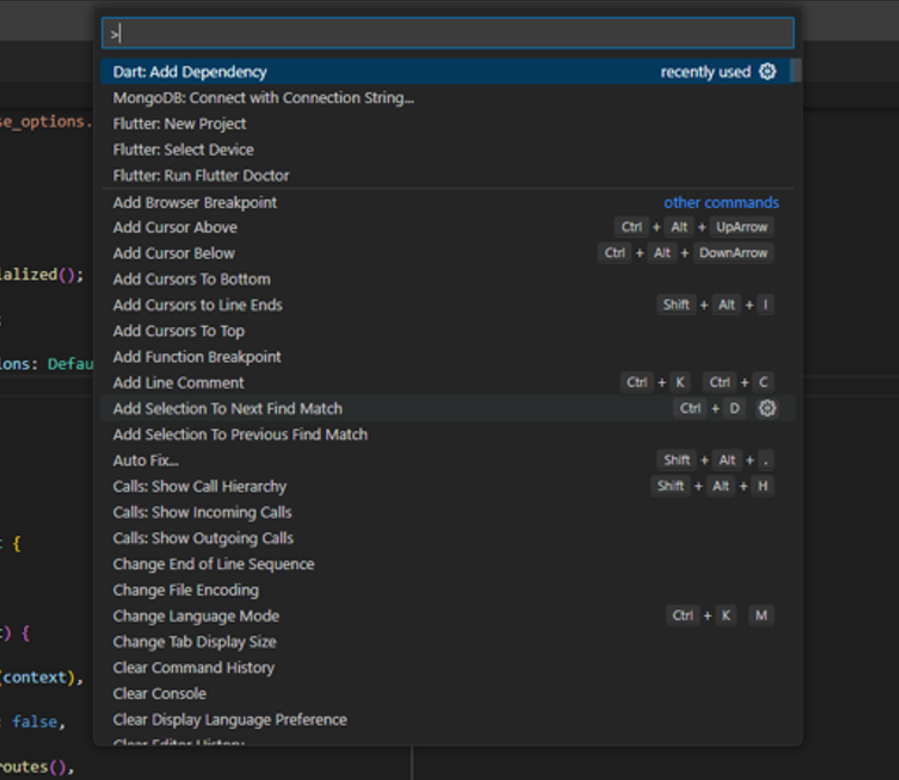 >
Dart: Add Dependency recently used
MongoDB: Connect with Connection String...
se_options.
Flutter: New Project
Flutter: Select Device
Flutter: Run Flutter Doctor
Add Browser Breakpoint other commands
Add Cursor Above Ctrl + Alt + UpArrow
Add Cursor Below Ctrl + Alt + DownArrow
ialized();
Add Cursors To Bottom
Add Cursors to Line Ends Shift + Alt + I
;
Add Cursors To Top
Add Function Breakpoint
ions: Defau
Add Line Comment Ctrl + K Ctrl + C
Add Selection To Next Find Match Ctrl + D
Add Selection To Previous Find Match
Auto Fix... Shift + Alt + .
Calls: Show Call Hierarchy Shift + Alt + H
Calls: Show Incoming Calls
Calls: Show Outgoing Calls
{
Change End of Line Sequence
Change File Encoding
Change Language Mode Ctrl + K M
) {
Change Tab Display Size
Clear Command History
(context),
Clear Console
Clear Display Language Preference
: false,
Clear Editor History
routes(),